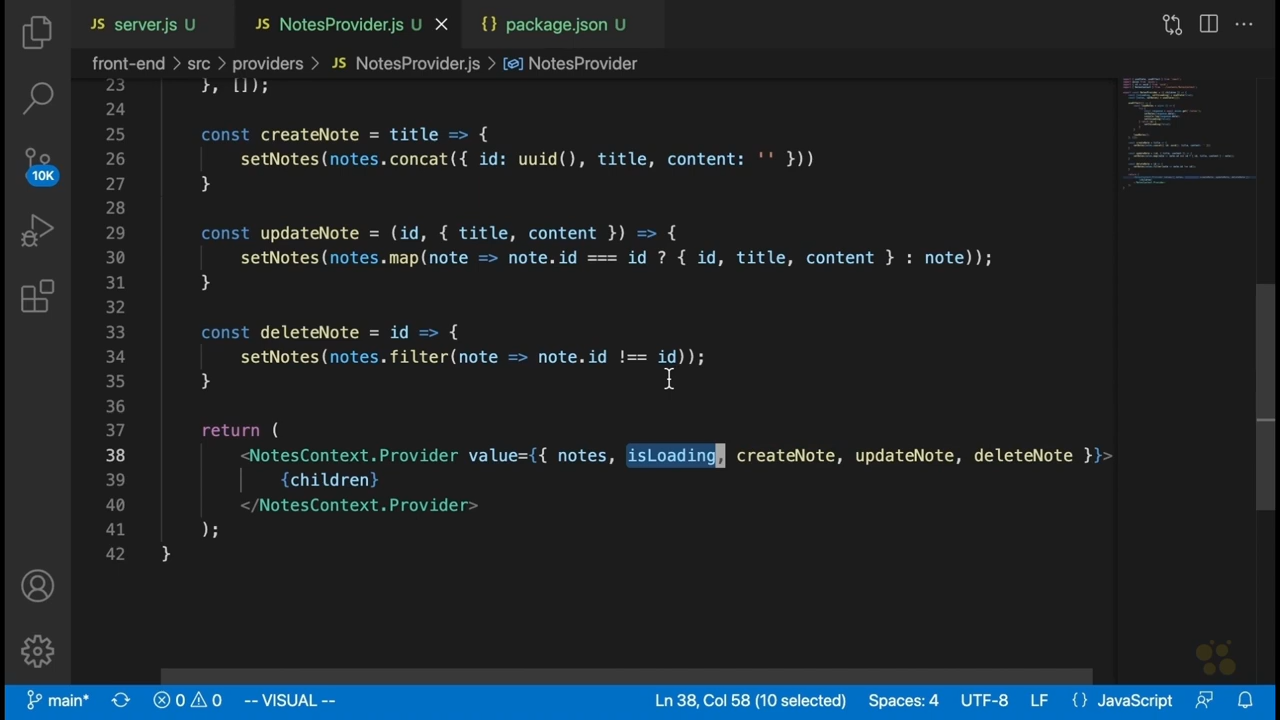 JS server.js U JS NotesProvider.js U {} package.json U
front-end > src > providers > JS NotesProvider.js > NotesProvider
23 }, []);
24
25 const createNote = title => {
26 setNotes(notes.concat({ id: uuid(), title, content: '' }))
27 }
28
29 const updateNote = (id, { title, content }) => {
30 setNotes(notes.map(note => note.id === id ? { id, title, content } : note));
31 }
32
33 const deleteNote = id => {
34 setNotes(notes.filter(note => note.id !== id));
35 }
36
37 return (
38 <NotesContext.Provider value={{ notes, isLoading, createNote, updateNote, deleteNote }}>
39 {children}
40 </NotesContext.Provider>
41 );
42 }
10K
main* 0 0 -- VISUAL -- Ln 38, Col 58 (10 selected) Spaces: 4 UTF-8 LF {} JavaScript